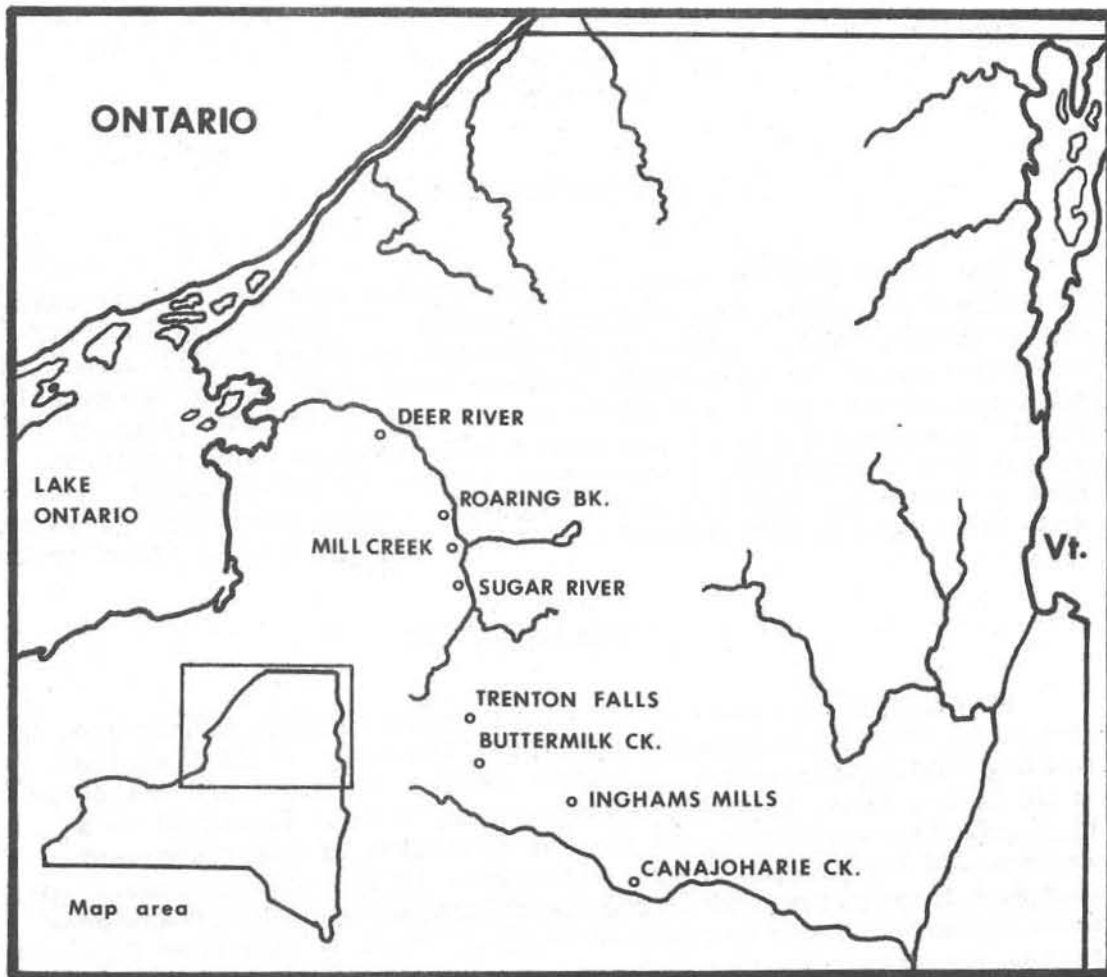 ONTARIO
DEER RIVER
LAKE
ONTARIO
ROARING BK.
MILL CREEK
Vt.
SUGAR RIVER
TRENTON FALLS
BUTTERMILK CK.
INGHAMS MILLS
CANAJOHARIE CK.
Map area